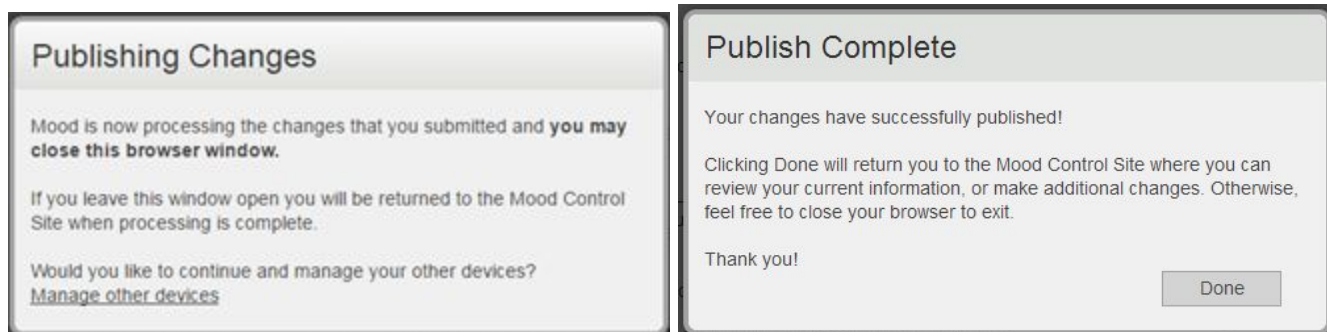 Publishing Changes
Mood is now processing the changes that you submitted and you may
close this browser window.
If you leave this window open you will be returned to the Mood Control
Site when processing is complete.
Would you like to continue and manage your other devices?
Manage other devices
Publish Complete
Your changes have successfully published!
Clicking Done will return you to the Mood Control Site where you can
review your current information, or make additional changes. Otherwise,
feel free to close your browser to exit.
Thank you!
Done